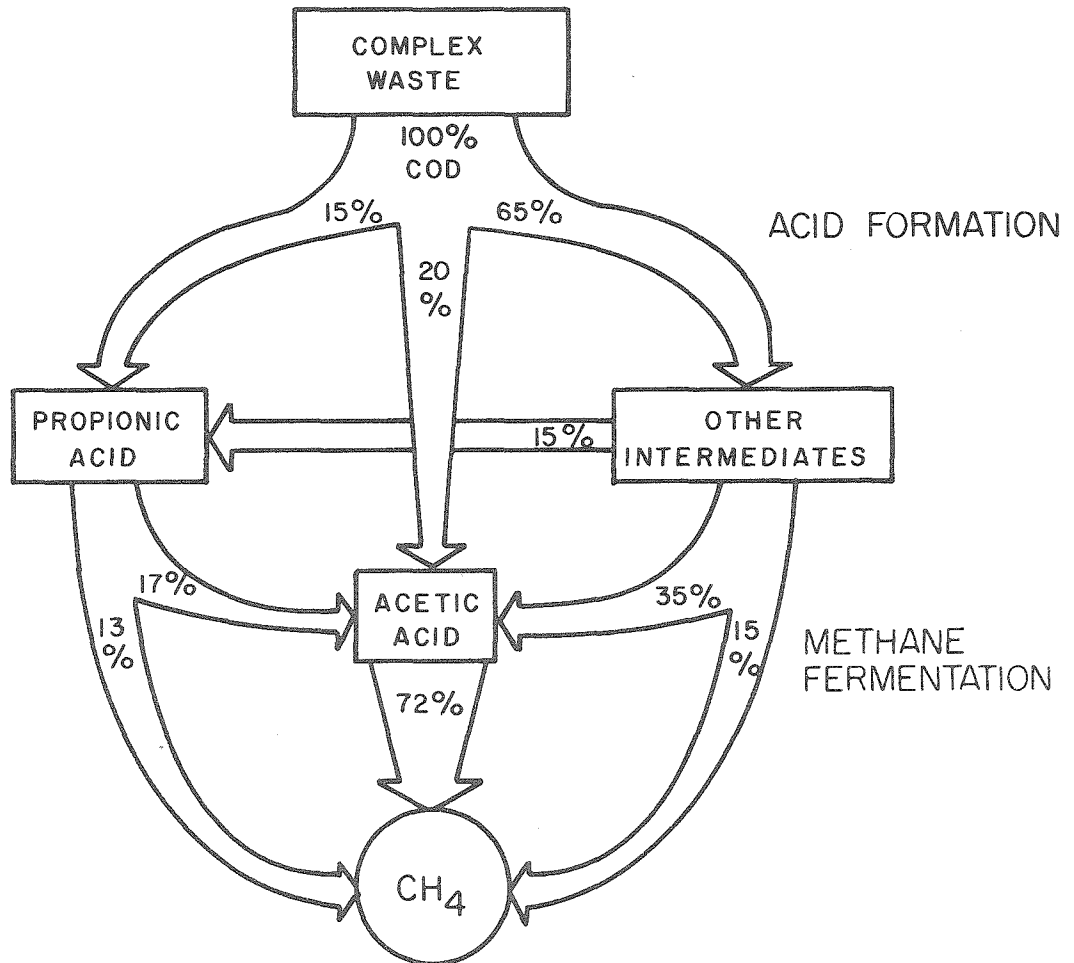 COMPLEX
WASTE
100%
COD
15%
65%
ACID FORMATION
20
%
PROPIONIC
ACID
15%
OTHER
INTERMEDIATES
17%
ACETIC
ACID
35%
13
%
15
%
METHANE
FERMENTATION
72%
CH4